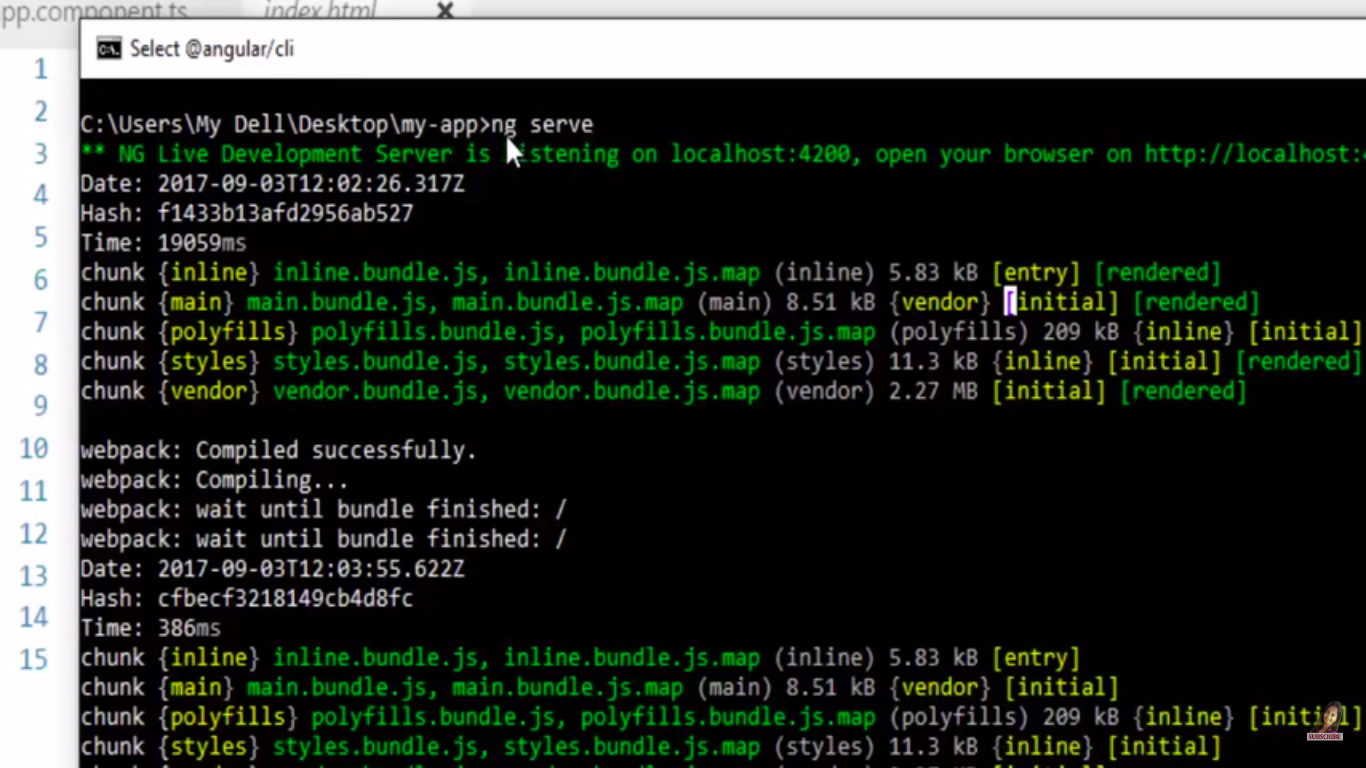 pp.component.ts index.html
Select @angular/cli
1
2
3
4
5
6
7
8
9
10
11
12
13
14
15
C:\Users\My Dell\Desktop\my-app>ng serve
** NG Live Development Server is listening on localhost:4200, open your browser on http://localhost:4
Date: 2017-09-03T12:02:26.317Z
Hash: f1433b13afd2956ab527
Time: 19059ms
chunk {inline} inline.bundle.js, inline.bundle.js.map (inline) 5.83 kB [entry] [rendered]
chunk {main} main.bundle.js, main.bundle.js.map (main) 8.51 kB {vendor} [initial] [rendered]
chunk {polyfills} polyfills.bundle.js, polyfills.bundle.js.map (polyfills) 209 kB {inline} [initial]
chunk {styles} styles.bundle.js, styles.bundle.js.map (styles) 11.3 kB {inline} [initial] [rendered]
chunk {vendor} vendor.bundle.js, vendor.bundle.js.map (vendor) 2.27 MB [initial] [rendered]
webpack: Compiled successfully.
webpack: Compiling...
webpack: wait until bundle finished: /
webpack: wait until bundle finished: /
Date: 2017-09-03T12:03:55.622Z
Hash: cfbecf3218149cb4d8fc
Time: 386ms
chunk {inline} inline.bundle.js, inline.bundle.js.map (inline) 5.83 kB [entry]
chunk {main} main.bundle.js, main.bundle.js.map (main) 8.51 kB {vendor} [initial]
chunk {polyfills} polyfills.bundle.js, polyfills.bundle.js.map (polyfills) 209 kB {inline} [initial]
chunk {styles} styles.bundle.js, styles.bundle.js.map (styles) 11.3 kB {inline} [initial]
SUBSCRIBE